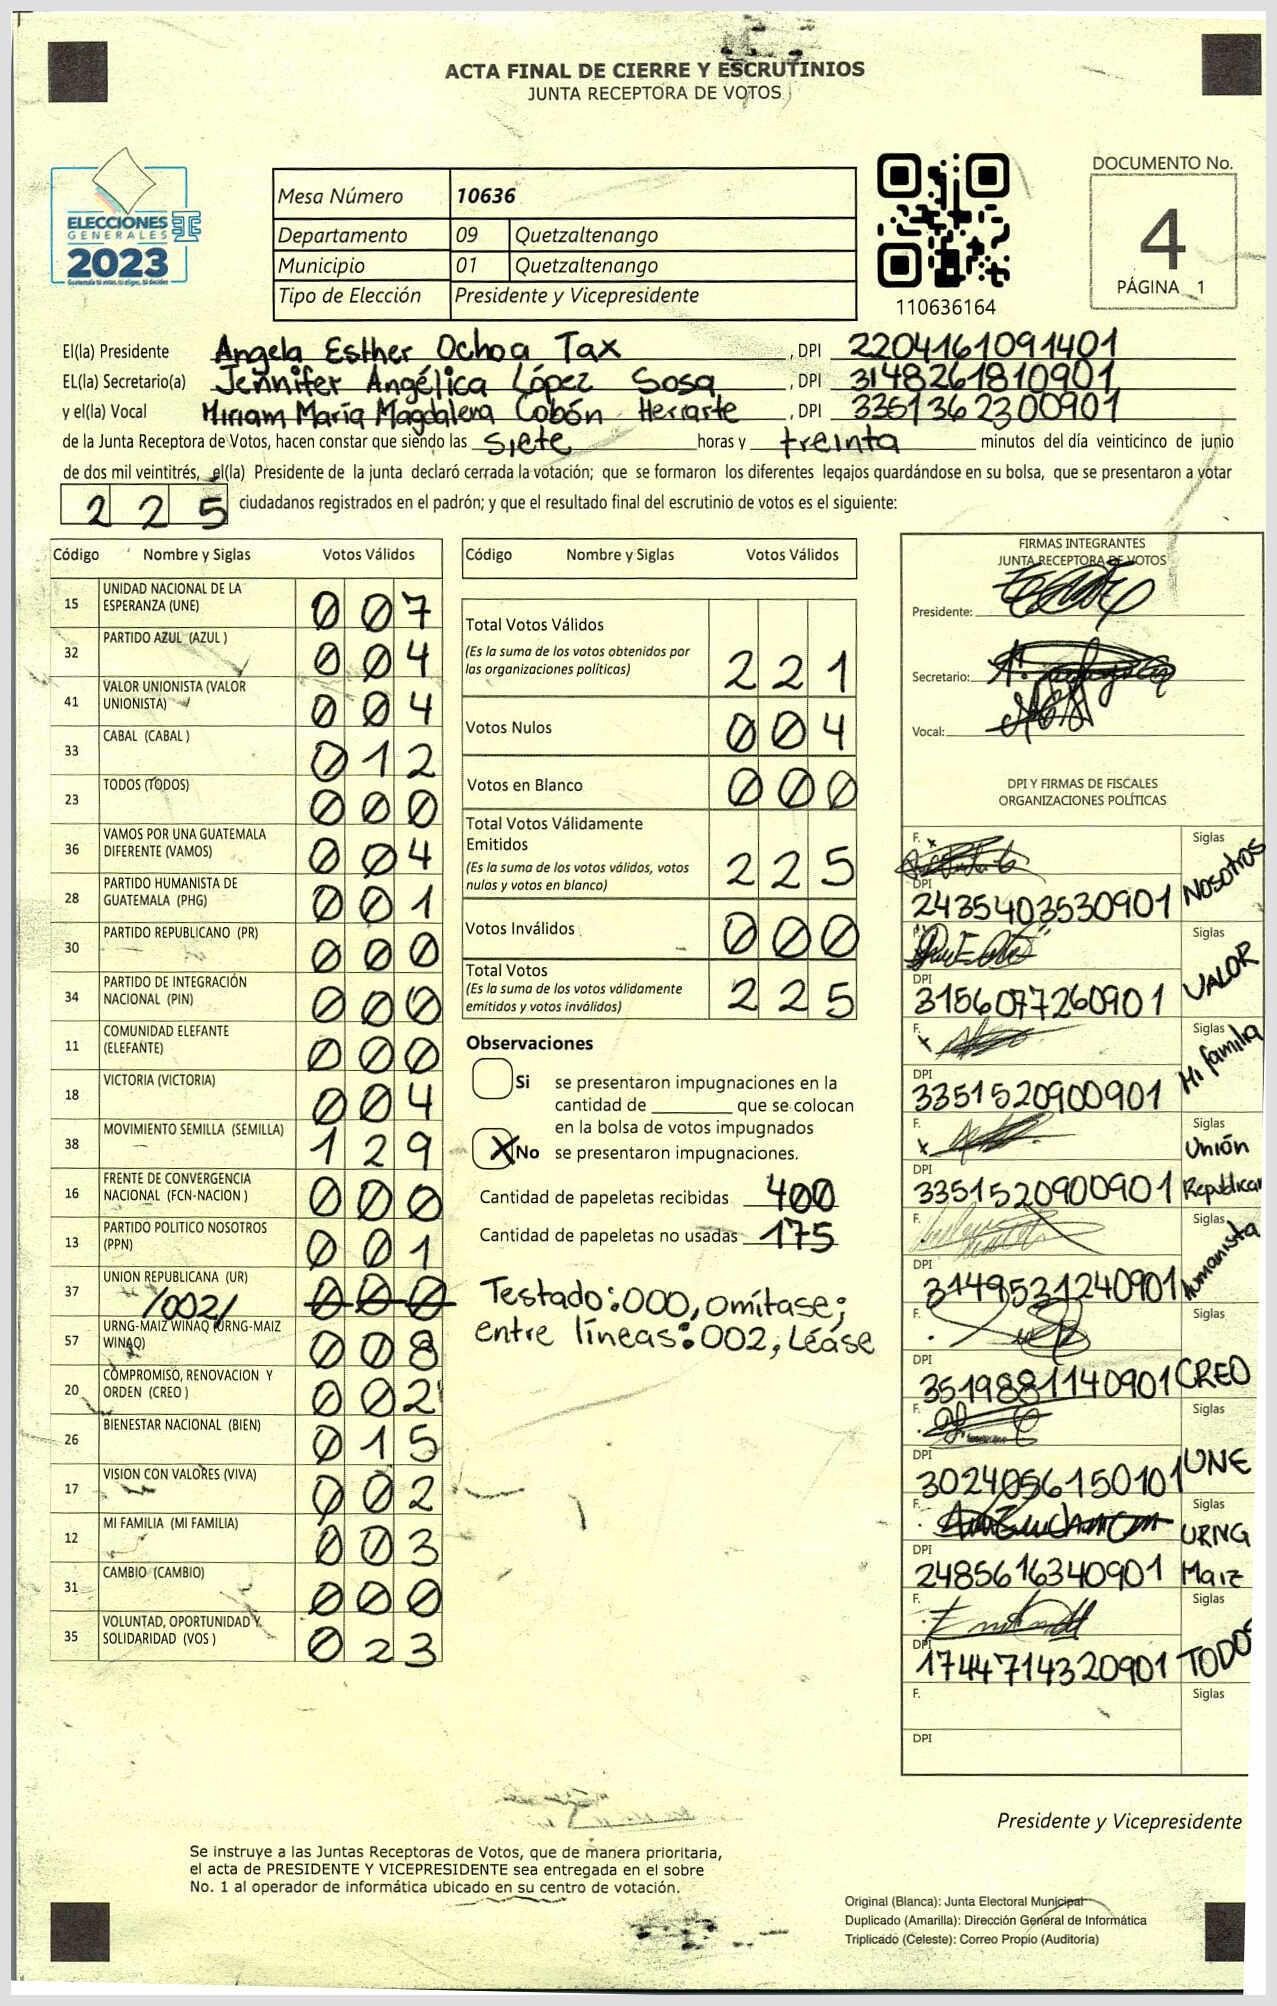 ACTA FINAL DE CIERRE Y ESCRUTINIOS
JUNTA RECEPTORA DE VOTOS
ELECCIONES
GENERALES
2023
Mesa Número 10636
Departamento 09 Quetzaltenango
Municipio 01 Quetzaltenango
Tipo de Elección Presidente y Vicepresidente
110636164
DOCUMENTO No.
4
PÁGINA 1
El(la) Presidente Angela Esther Ochoa Tax , DPI 2204161091401
EL(la) Secretario(a) Jennifer Angélica López Sosa , DPI 3148261810901
y el(la) Vocal Miriam María Magdalena Cobón Herrarte , DPI 3351362300901
de la Junta Receptora de Votos, hacen constar que siendo las siete horas y treinta minutos del día veinticinco de junio
de dos mil veintitrés, el(la) Presidente de la junta declaró cerrada la votación; que se formaron los diferentes legajos guardándose en su bolsa, que se presentaron a votar
225 ciudadanos registrados en el padrón; y que el resultado final del escrutinio de votos es el siguiente:
Código Nombre y Siglas Votos Válidos
15 UNIDAD NACIONAL DE LA ESPERANZA (UNE) 007
32 PARTIDO AZUL (AZUL ) 004
41 VALOR UNIONISTA (VALOR UNIONISTA) 004
33 CABAL (CABAL ) 012
23 TODOS (TODOS) 000
36 VAMOS POR UNA GUATEMALA DIFERENTE (VAMOS) 004
28 PARTIDO HUMANISTA DE GUATEMALA (PHG) 001
30 PARTIDO REPUBLICANO (PR) 000
34 PARTIDO DE INTEGRACIÓN NACIONAL (PIN) 000
11 COMUNIDAD ELEFANTE (ELEFANTE) 000
18 VICTORIA (VICTORIA) 004
38 MOVIMIENTO SEMILLA (SEMILLA) 129
16 FRENTE DE CONVERGENCIA NACIONAL (FCN-NACION ) 000
13 PARTIDO POLITICO NOSOTROS (PPN) 001
37 UNION REPUBLICANA (UR) /002/ 000
57 URNG-MAIZ WINAQ (URNG-MAIZ WINAQ) 008
20 COMPROMISO, RENOVACION Y ORDEN (CREO ) 002
26 BIENESTAR NACIONAL (BIEN) 015
17 VISION CON VALORES (VIVA) 002
12 MI FAMILIA (MI FAMILIA) 003
31 CAMBIO (CAMBIO) 000
35 VOLUNTAD, OPORTUNIDAD Y SOLIDARIDAD (VOS ) 023
Código Nombre y Siglas Votos Válidos
Total Votos Válidos
(Es la suma de los votos obtenidos por
las organizaciones políticas) 221
Votos Nulos 004
Votos en Blanco 000
Total Votos Válidamente
Emitidos
(Es la suma de los votos válidos, votos
nulos y votos en blanco) 225
Votos Inválidos 000
Total Votos
(Es la suma de los votos válidamente
emitidos y votos inválidos) 225
Observaciones
Si se presentaron impugnaciones en la
cantidad de ________ que se colocan
en la bolsa de votos impugnados
X No se presentaron impugnaciones.
Cantidad de papeletas recibidas 400
Cantidad de papeletas no usadas 175
Testado: 000, omítase;
entre líneas: 002, Léáse
FIRMAS INTEGRANTES
JUNTA RECEPTORA DE VOTOS
Presidente:
Secretario:
Vocal:
DPI Y FIRMAS DE FISCALES
ORGANIZACIONES POLÍTICAS
F. Siglas
DPI 2435403530901 Nosotros
F. Siglas
DPI 3156077260901 VALOR
F. Siglas
DPI 3351520900901 Mi familia
F. Siglas
DPI 3351520900901 Unión Republican
F. Siglas
DPI 3149531240901 humanista
F.
DPI 3519881140901 CREO
F. Siglas
DPI 3024056150101 UNE
F. Siglas
DPI 2485616340901 URNG Maiz
F. Siglas
DPI 1744714320901 TODOS
F. Siglas
DPI
Presidente y Vicepresidente
Se instruye a las Juntas Receptoras de Votos, que de manera prioritaria,
el acta de PRESIDENTE Y VICEPRESIDENTE sea entregada en el sobre
No. 1 al operador de informática ubicado en su centro de votación.
Original (Blanca): Junta Electoral Municipal
Duplicado (Amarilla): Dirección General de Informática
Triplicado (Celeste): Correo Propio (Auditoría)